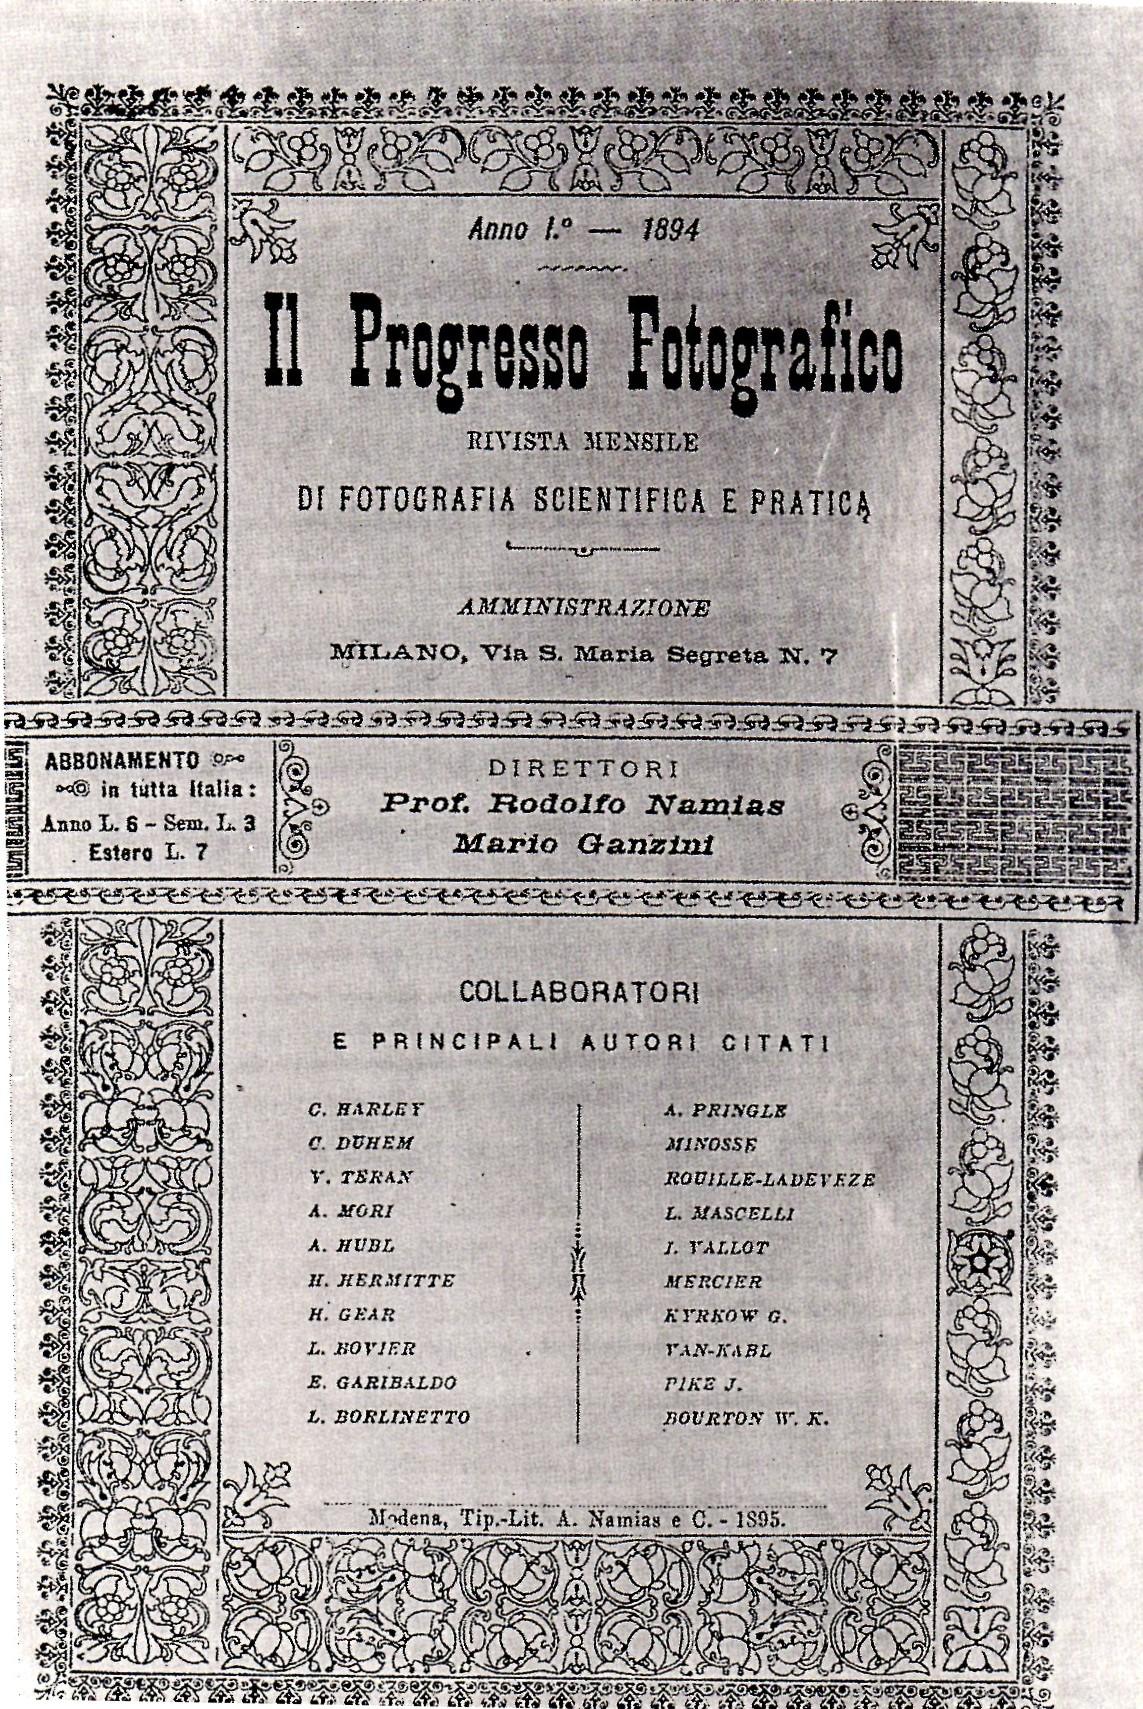 Anno I.º — 1894
Il Progresso Fotografico
RIVISTA MENSILE
DI FOTOGRAFIA SCIENTIFICA E PRATICA
AMMINISTRAZIONE
MILANO, Via S. Maria Segreta N. 7
ABBONAMENTO
in tutta Italia:
Anno L. 6 - Sem. L. 3
Estero L. 7
DIRETTORI
Prof. Rodolfo Namias
Mario Ganzini
COLLABORATORI
E PRINCIPALI AUTORI CITATI
C. HARLEY
C. DUHEM
V. TERAN
A. MORI
A. HUBL
H. HERMITTE
H. GEAR
L. BOVIER
E. GARIBALDO
L. BORLINETTO
A. PRINGLE
MINOSSE
ROUILLE-LADEVEZE
L. MASCELLI
I. VALLOT
MERCIER
KYRKOW G.
VAN-KABL
PIKE J.
BOURTON W. K.
Modena, Tip.-Lit. A. Namias e C. - 1895.